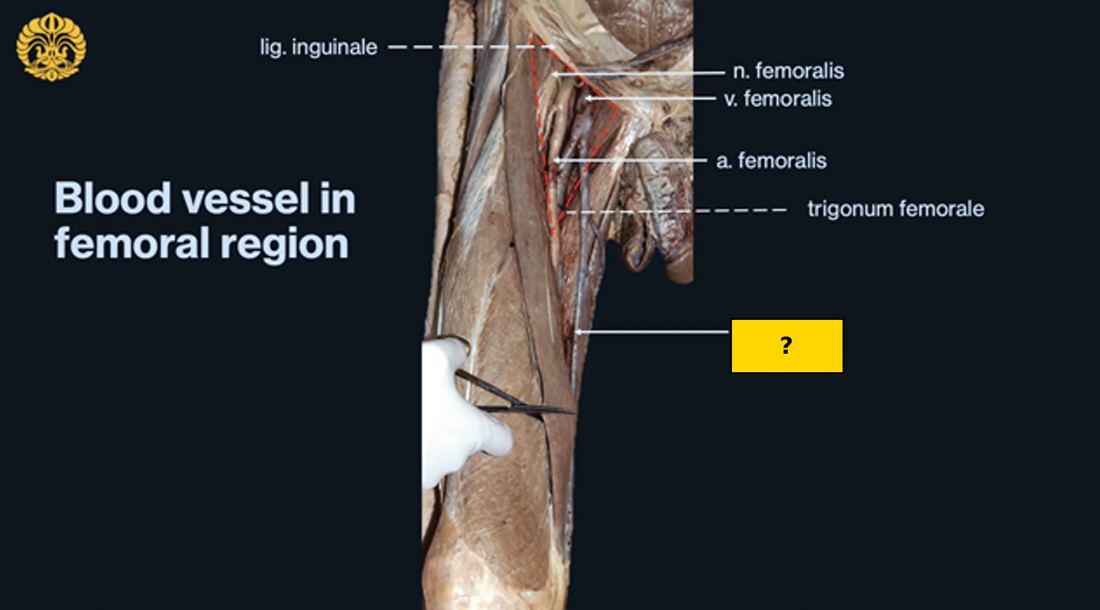 lig. inguinale
n. femoralis
v. femoralis
a. femoralis
trigonum femorale
Blood vessel in
femoral region
?